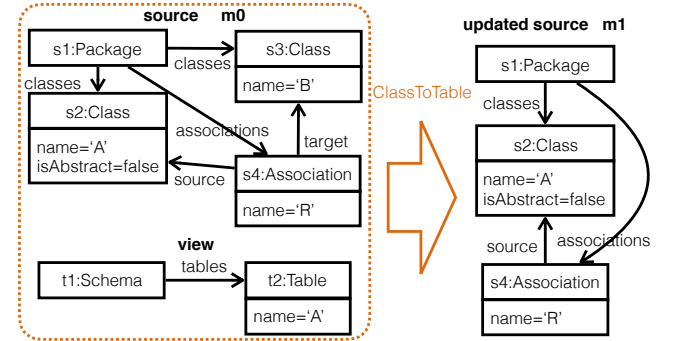 source m0
s1:Package
classes
s3:Class
name='B'
classes
s2:Class
name='A'
isAbstract=false
associations
target
source
s4:Association
name='R'
view
t1:Schema
tables
t2:Table
name='A'
ClassToTable
updated source m1
s1:Package
classes
s2:Class
name='A'
isAbstract=false
source
associations
s4:Association
name='R'